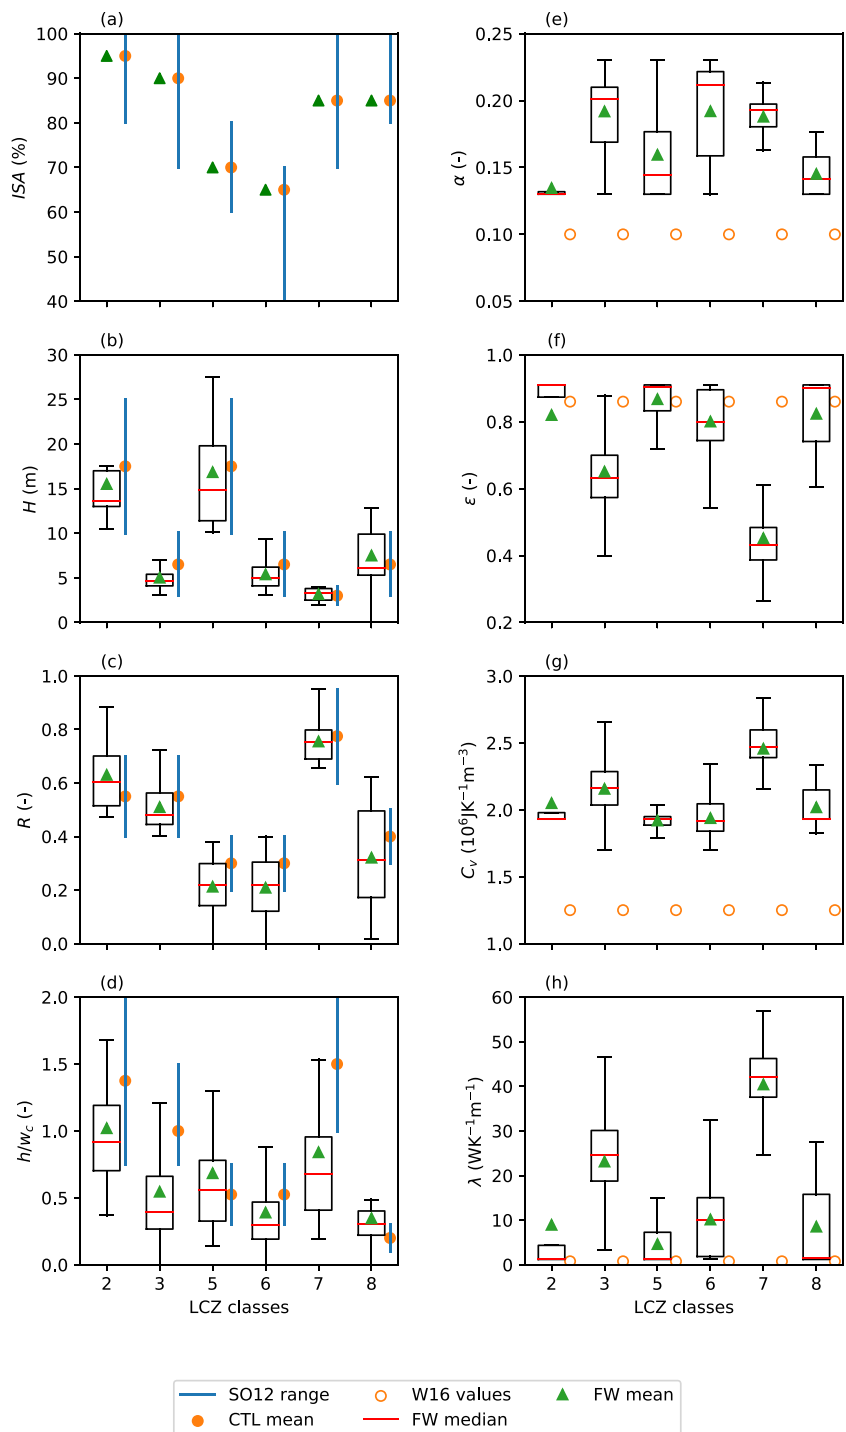 (a)
100
90
80
70
60
50
40
ISA (%)
(b)
30
25
20
15
10
5
0
H (m)
(c)
1.0
0.8
0.6
0.4
0.2
0.0
R (-)
(d)
2.0
1.5
1.0
0.5
0.0
h/w_c (-)
2 3 5 6 7 8
LCZ classes
(e)
0.25
0.20
0.15
0.10
0.05
α (-)
(f)
1.0
0.8
0.6
0.4
0.2
ε (-)
(g)
3.0
2.5
2.0
1.5
1.0
C_v (10⁶JK⁻¹m⁻³)
(h)
60
50
40
30
20
10
0
λ (WK⁻¹m⁻¹)
2 3 5 6 7 8
LCZ classes
SO12 range W16 values FW mean
CTL mean FW median